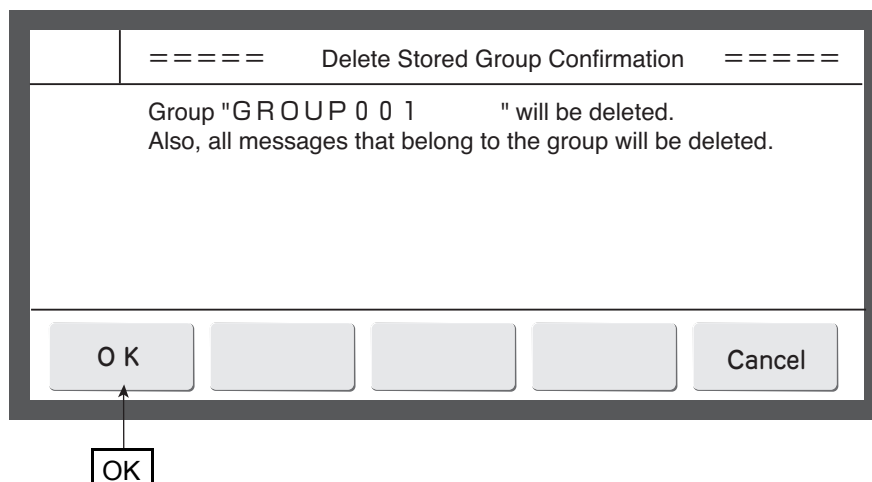 ===== Delete Stored Group Confirmation =====
Group "GROUP001 " will be deleted.
Also, all messages that belong to the group will be deleted.
OK Cancel
OK